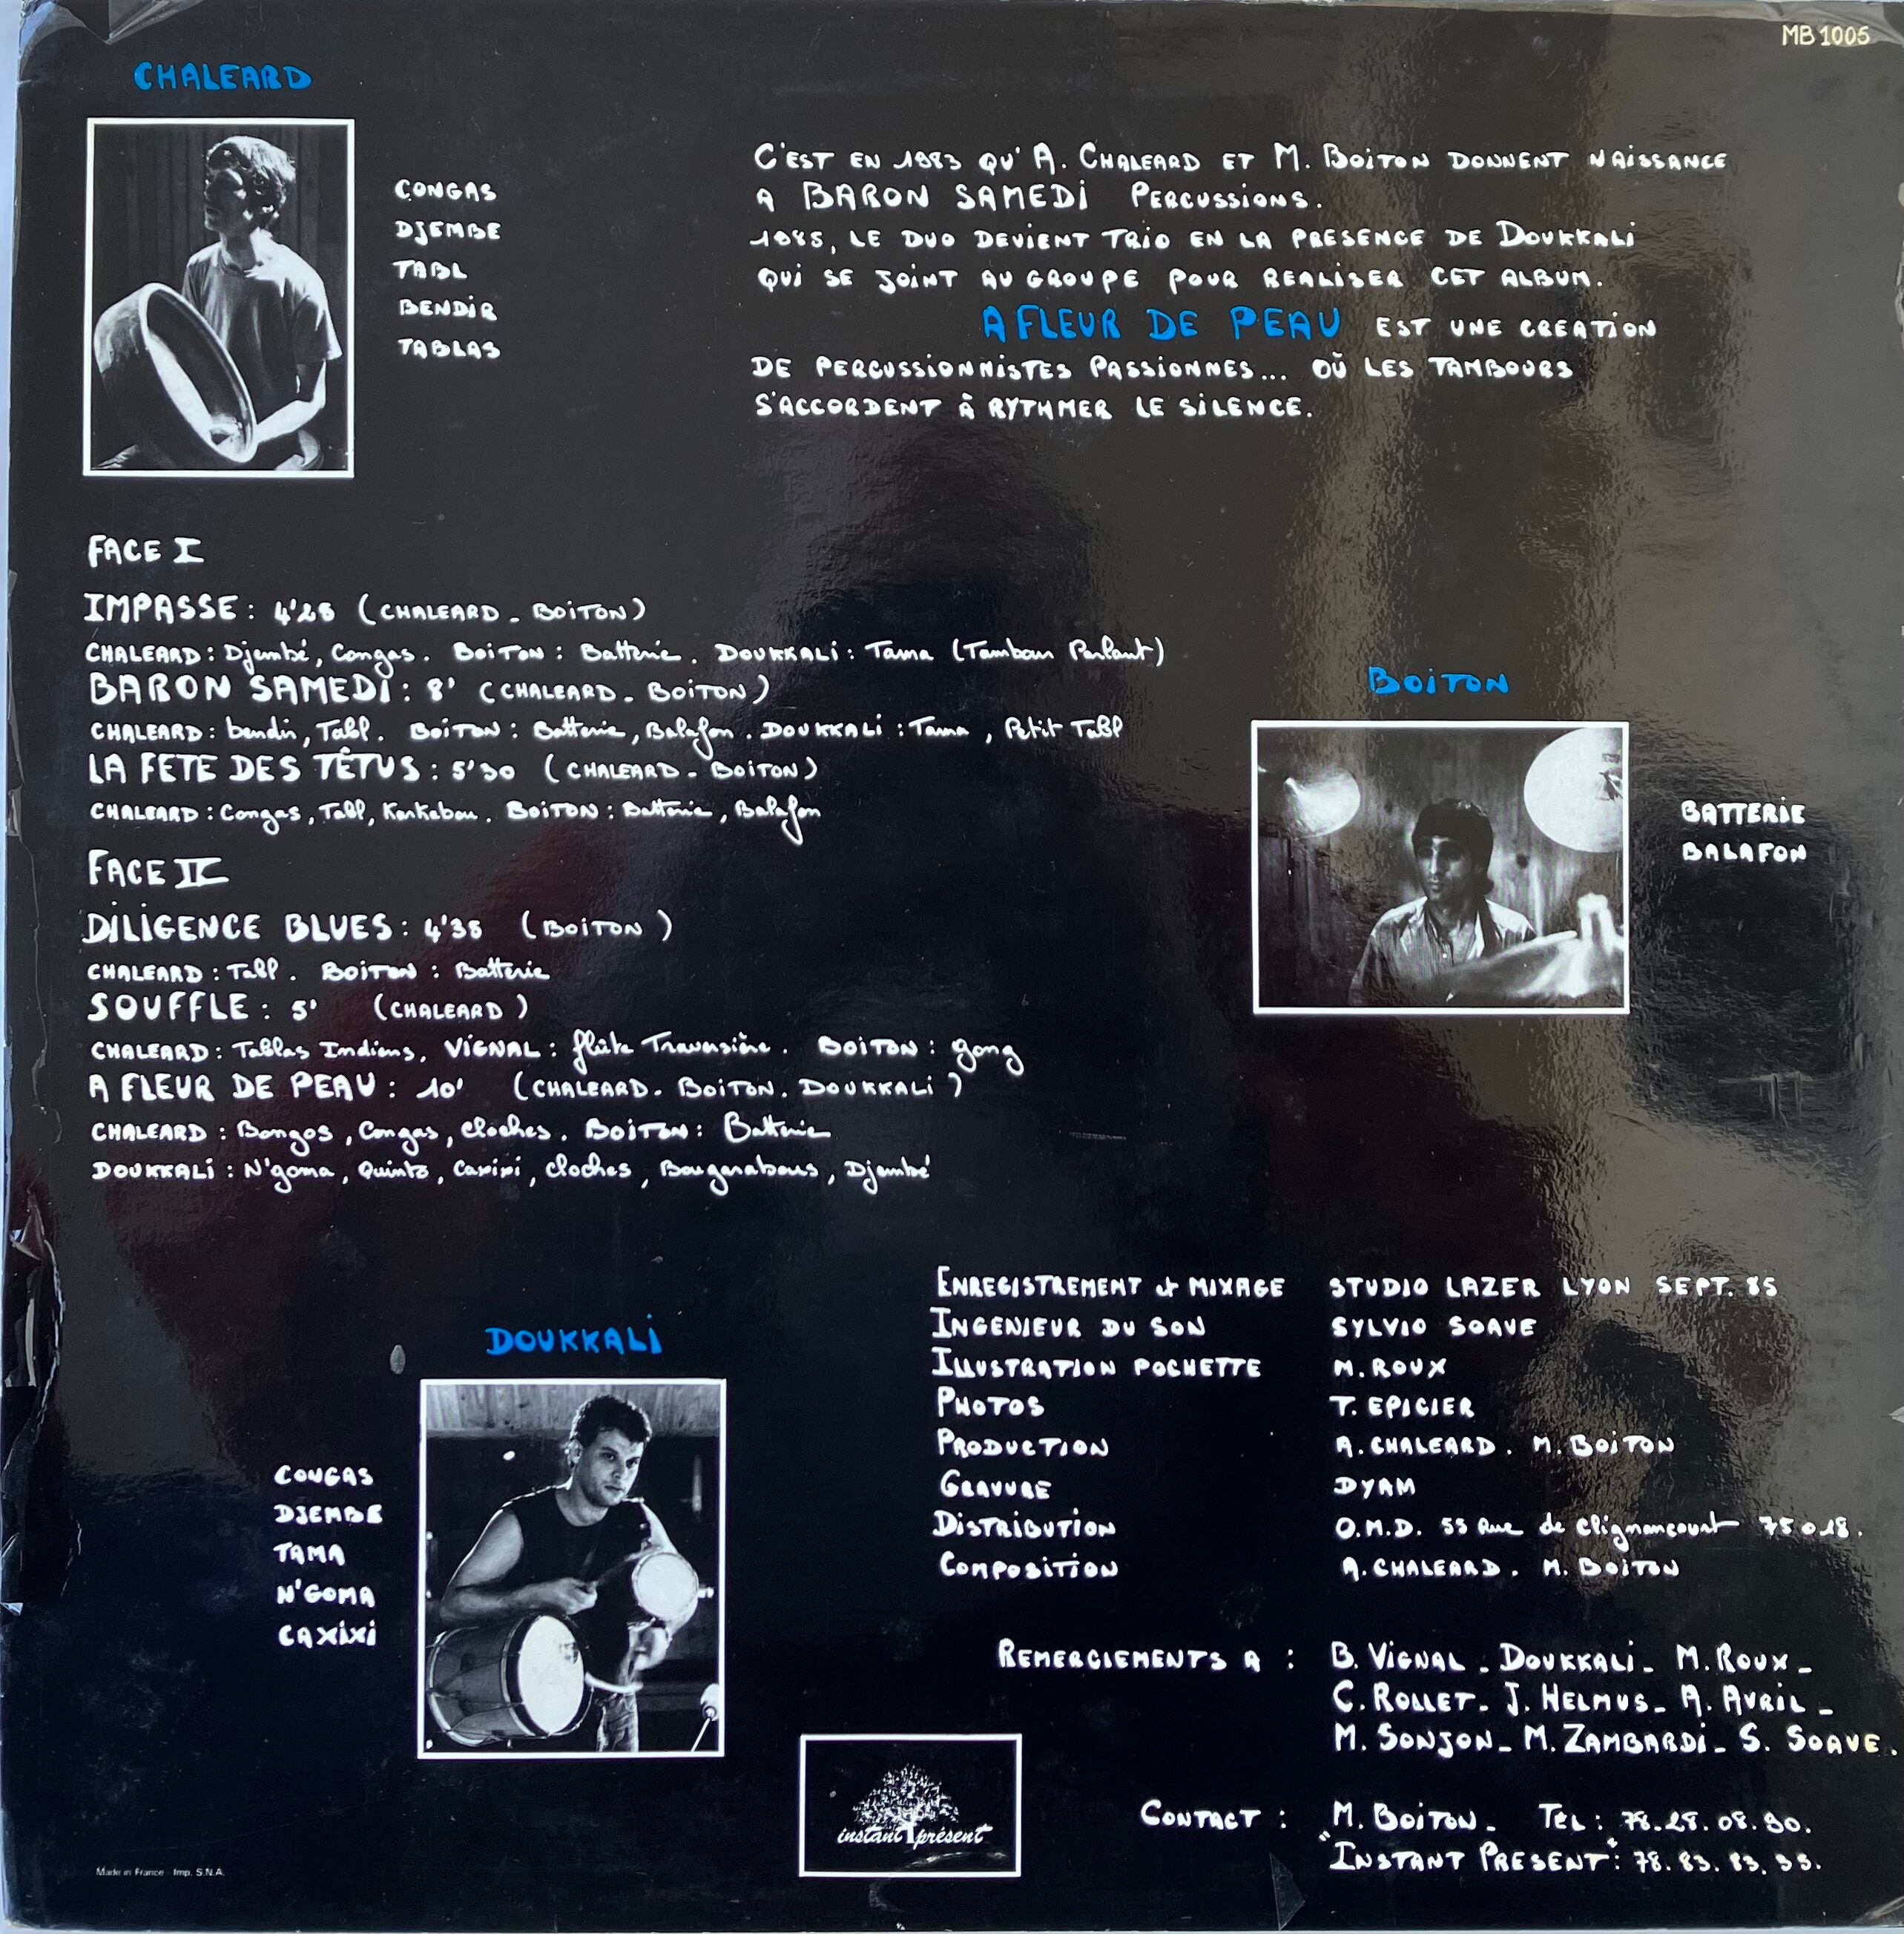 MB 1005
CHALEARD
CONGAS
DJEMBE
TABL
BENDIR
TABLAS
C'EST EN 1983 QU' A. CHALEARD ET M. BOITON DONNENT NAISSANCE
A BARON SAMEDI PERCUSSIONS.
1985, LE DUO DEVIENT TRIO EN LA PRESENCE DE DOUKKALI
QUI SE JOINT AU GROUPE POUR REALISER CET ALBUM.
A FLEUR DE PEAU EST UNE CREATION
DE PERCUSSIONNISTES PASSIONNES... OÙ LES TAMBOURS
S'ACCORDENT À RYTHMER LE SILENCE.
FACE I
IMPASSE : 4'25 (CHALEARD - BOITON)
CHALEARD : Djembé, Congas. BOITON : Batterie. DOUKKALI : Tama (Tambour Parlant)
BARON SAMEDI : 8' (CHALEARD - BOITON)
CHALEARD : bendir, Tabl. BOITON : Batterie, Balafon. DOUKKALI : Tama, Petit Tabl
LA FETE DES TÊTUS : 5'30 (CHALEARD - BOITON)
CHALEARD : Congas, Tabl, Karkabou. BOITON : Batterie, Balafon
FACE II
DILIGENCE BLUES : 4'35 (BOITON)
CHALEARD : Tabl. BOITON : Batterie
SOUFFLE : 5' (CHALEARD)
CHALEARD : Tablas Indiens, VIGNAL : flûte Traversière. BOITON : gong
A FLEUR DE PEAU : 10' (CHALEARD. BOITON. DOUKKALI)
CHALEARD : Bongos, Congas, Cloches. BOITON : Batterie
DOUKKALI : N'goma, Quinto, Caxixi, Cloches, Bougarabous, Djembé
BOITON
BATTERIE
BALAFON
DOUKKALI
CONGAS
DJEMBE
TAMA
N'GOMA
CAXIXI
ENREGISTREMENT et MIXAGE STUDIO LAZER LYON SEPT. 85
INGENIEUR DU SON SYLVIO SOAVE
ILLUSTRATION POCHETTE M. ROUX
PHOTOS T. EPICIER
PRODUCTION A. CHALEARD. M. BOITON
GRAVURE DYAM
DISTRIBUTION O.M.D. 55 Rue de Clignancourt 75018.
COMPOSITION A. CHALEARD. M. BOITON
REMERCIEMENTS A : B. VIGNAL - DOUKKALI - M. ROUX -
C. ROLLET - J. HELMUS - A. AVRIL -
M. SONJON - M. ZAMBARDI - S. SOAVE.
CONTACT : M. BOITON - TEL : 78.28.08.90.
"INSTANT PRESENT" : 78.83.83.55.
instant présent
Made in France Imp. S.N.A.